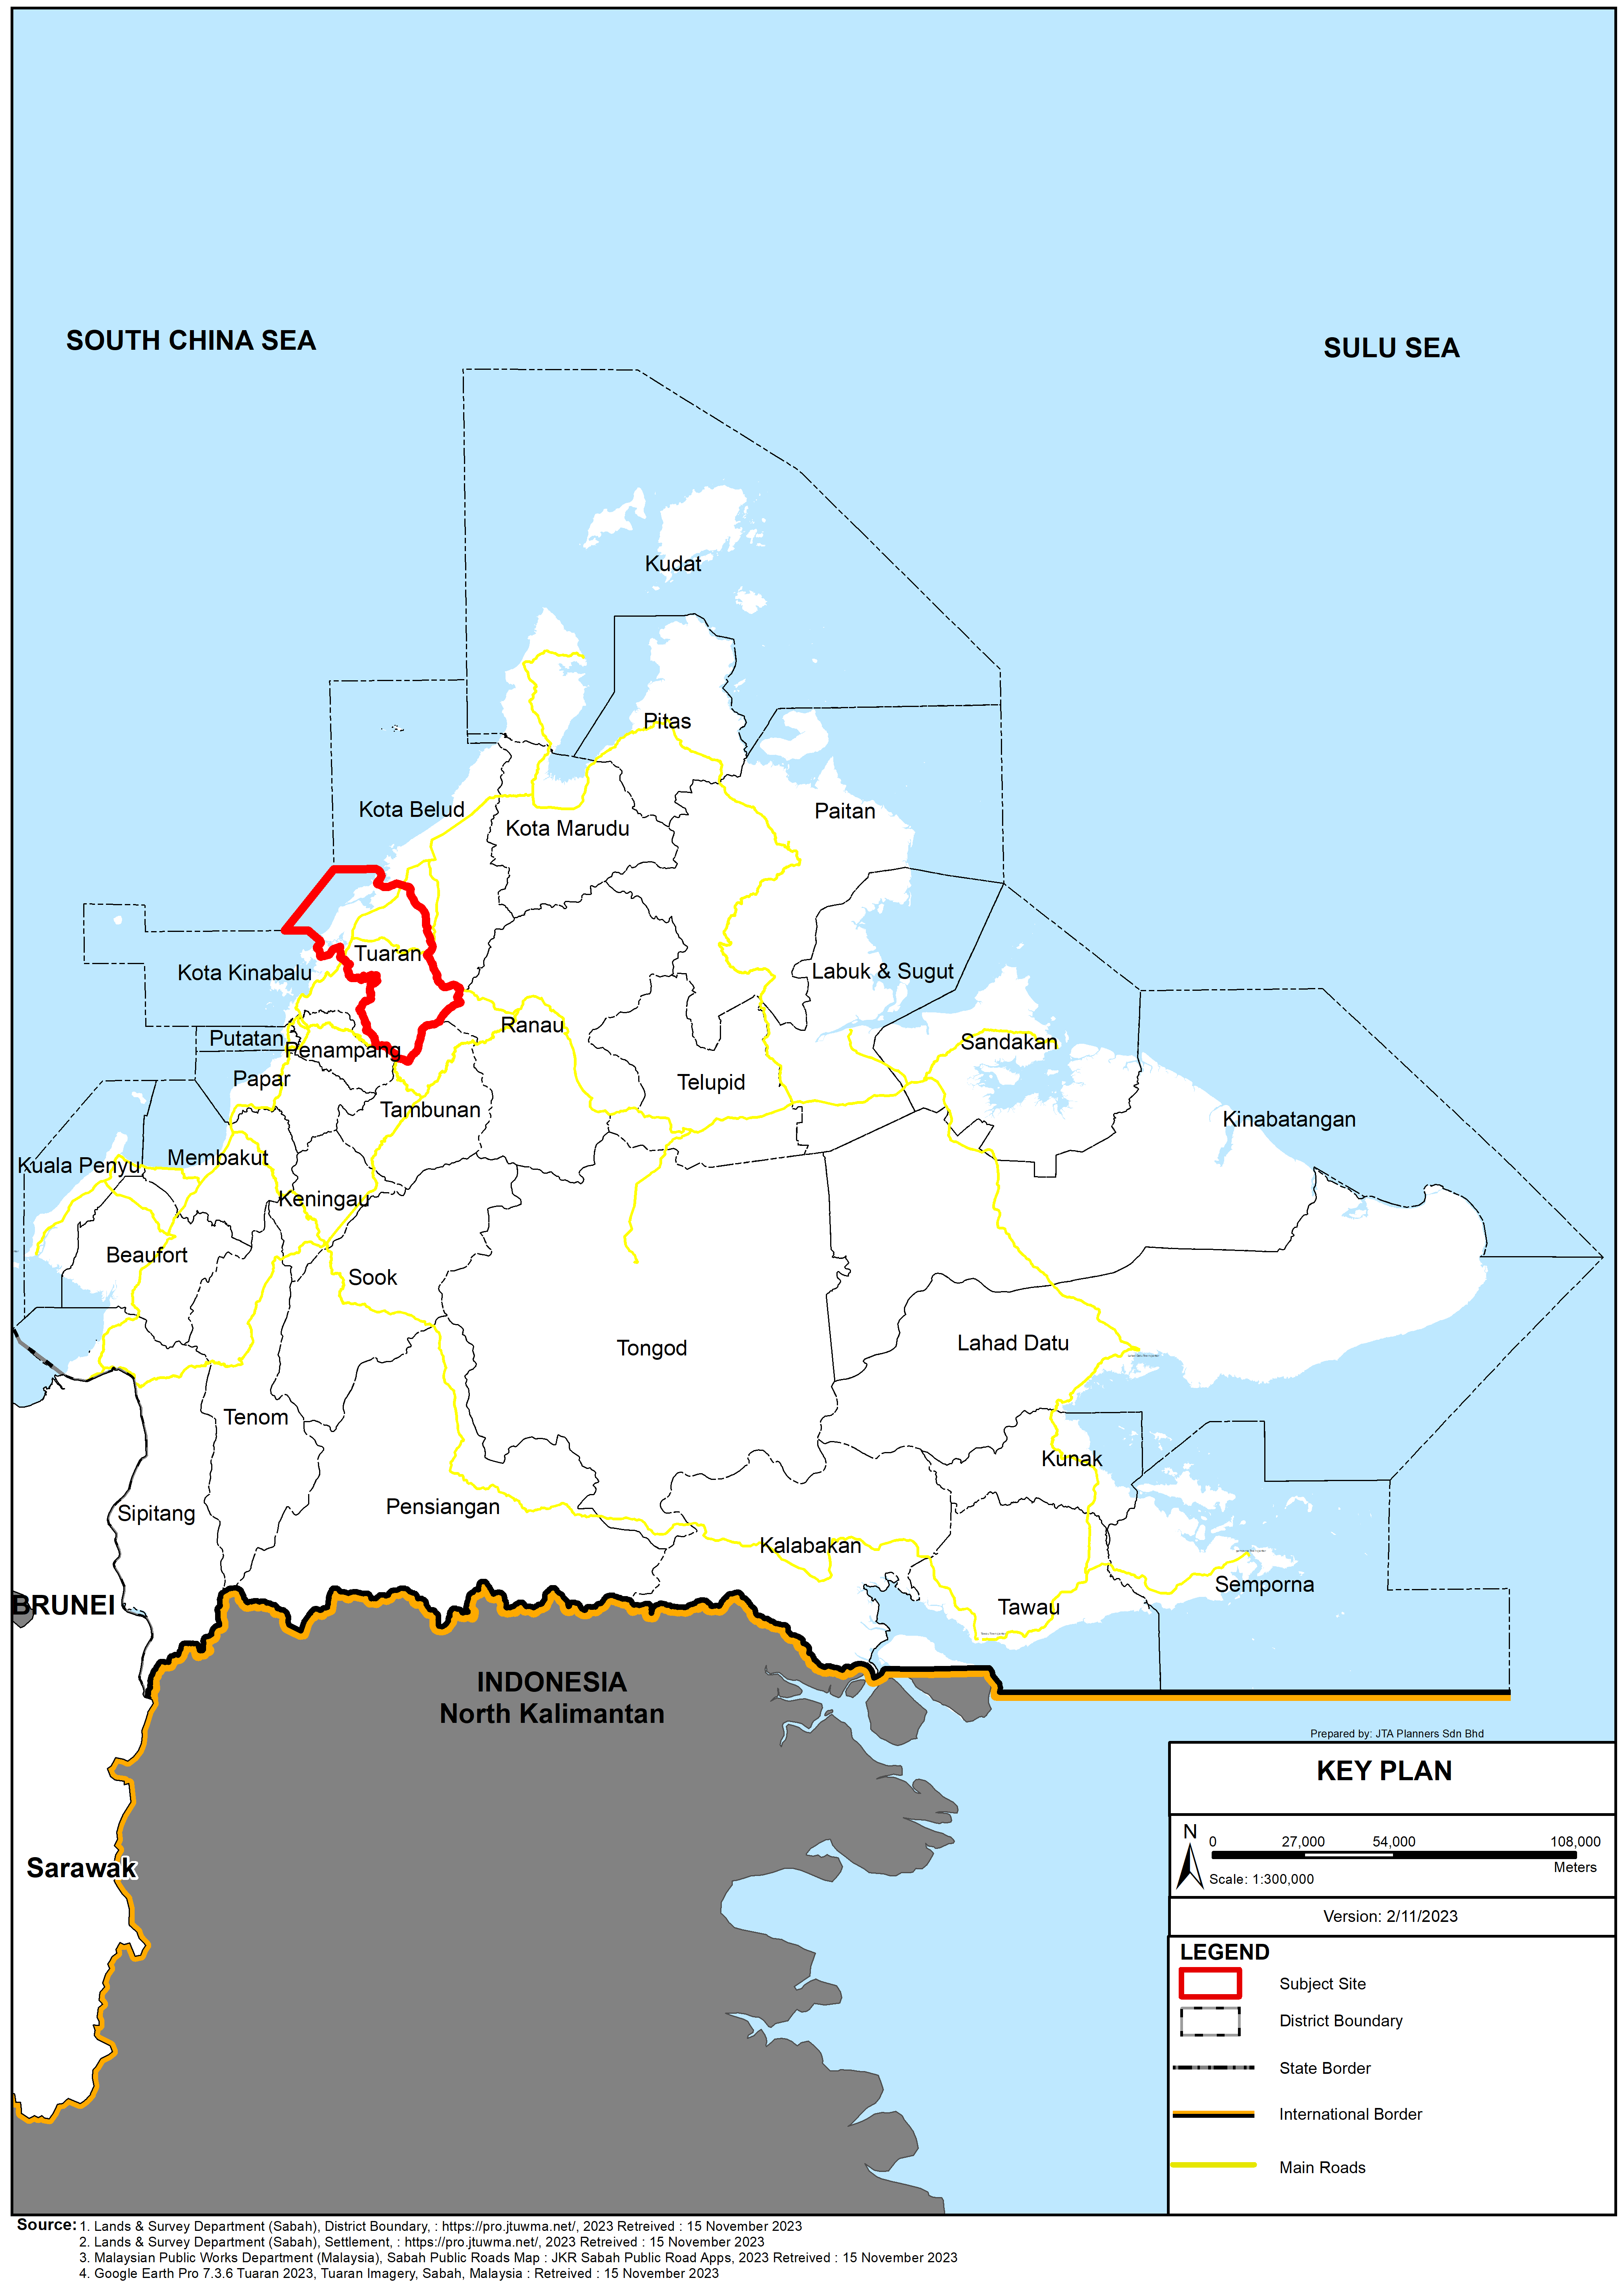 SOUTH CHINA SEA
SULU SEA
Kudat
Pitas
Kota Belud
Paitan
Kota Marudu
Tuaran
Kota Kinabalu
Labuk & Sugut
Ranau
Putatan
Sandakan
Penampang
Papar
Telupid
Tambunan
Kinabatangan
Membakut
Kuala Penyu
Keningau
Beaufort
Sook
Lahad Datu
Tongod
Tenom
Kunak
Pensiangan
Sipitang
Kalabakan
Semporna
BRUNEI
Tawau
INDONESIA
North Kalimantan
Sarawak
Prepared by: JTA Planners Sdn Bhd
KEY PLAN
N
0 27,000 54,000 108,000
Meters
Scale: 1:300,000
Version: 2/11/2023
LEGEND
Subject Site
District Boundary
State Border
International Border
Main Roads
Source: 1. Lands & Survey Department (Sabah), District Boundary, : https://pro.jtuwma.net/, 2023 Retreived : 15 November 2023
2. Lands & Survey Department (Sabah), Settlement, : https://pro.jtuwma.net/, 2023 Retreived : 15 November 2023
3. Malaysian Public Works Department (Malaysia), Sabah Public Roads Map : JKR Sabah Public Road Apps, 2023 Retreived : 15 November 2023
4. Google Earth Pro 7.3.6 Tuaran 2023, Tuaran Imagery, Sabah, Malaysia : Retreived : 15 November 2023